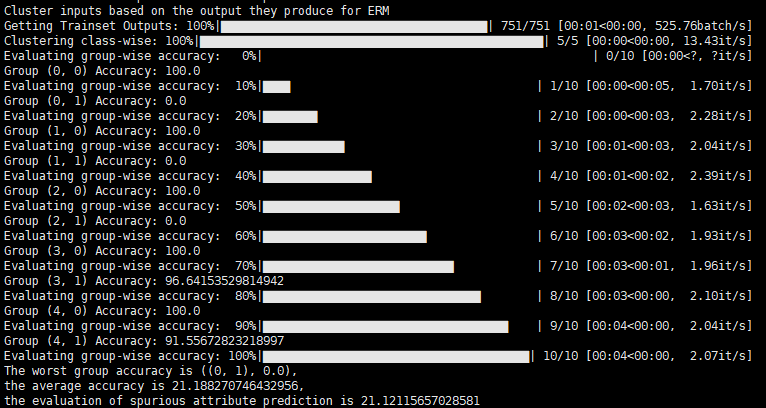 Cluster inputs based on the output they produce for ERM
Getting Trainset Outputs: 100%|██████████| 751/751 [00:01<00:00, 525.76batch/s]
Clustering class-wise: 100%|██████████| 5/5 [00:00<00:00, 13.43it/s]
Evaluating group-wise accuracy:   0%| | 0/10 [00:00<?, ?it/s]
Group (0, 0) Accuracy: 100.0
Evaluating group-wise accuracy:  10%|█ | 1/10 [00:00<00:05,  1.70it/s]
Group (0, 1) Accuracy: 0.0
Evaluating group-wise accuracy:  20%|██ | 2/10 [00:00<00:03,  2.28it/s]
Group (1, 0) Accuracy: 100.0
Evaluating group-wise accuracy:  30%|███ | 3/10 [00:01<00:03,  2.04it/s]
Group (1, 1) Accuracy: 0.0
Evaluating group-wise accuracy:  40%|████ | 4/10 [00:01<00:02,  2.39it/s]
Group (2, 0) Accuracy: 100.0
Evaluating group-wise accuracy:  50%|█████ | 5/10 [00:02<00:03,  1.63it/s]
Group (2, 1) Accuracy: 0.0
Evaluating group-wise accuracy:  60%|██████ | 6/10 [00:03<00:02,  1.93it/s]
Group (3, 0) Accuracy: 100.0
Evaluating group-wise accuracy:  70%|███████ | 7/10 [00:03<00:01,  1.96it/s]
Group (3, 1) Accuracy: 96.64153529814942
Evaluating group-wise accuracy:  80%|████████ | 8/10 [00:03<00:00,  2.10it/s]
Group (4, 0) Accuracy: 100.0
Evaluating group-wise accuracy:  90%|█████████ | 9/10 [00:04<00:00,  2.04it/s]
Group (4, 1) Accuracy: 91.55672823218997
Evaluating group-wise accuracy: 100%|██████████| 10/10 [00:04<00:00,  2.07it/s]
The worst group accuracy is ((0, 1), 0.0),
the average accuracy is 21.188270746432956,
the evaluation of spurious attribute prediction is 21.12115657028581